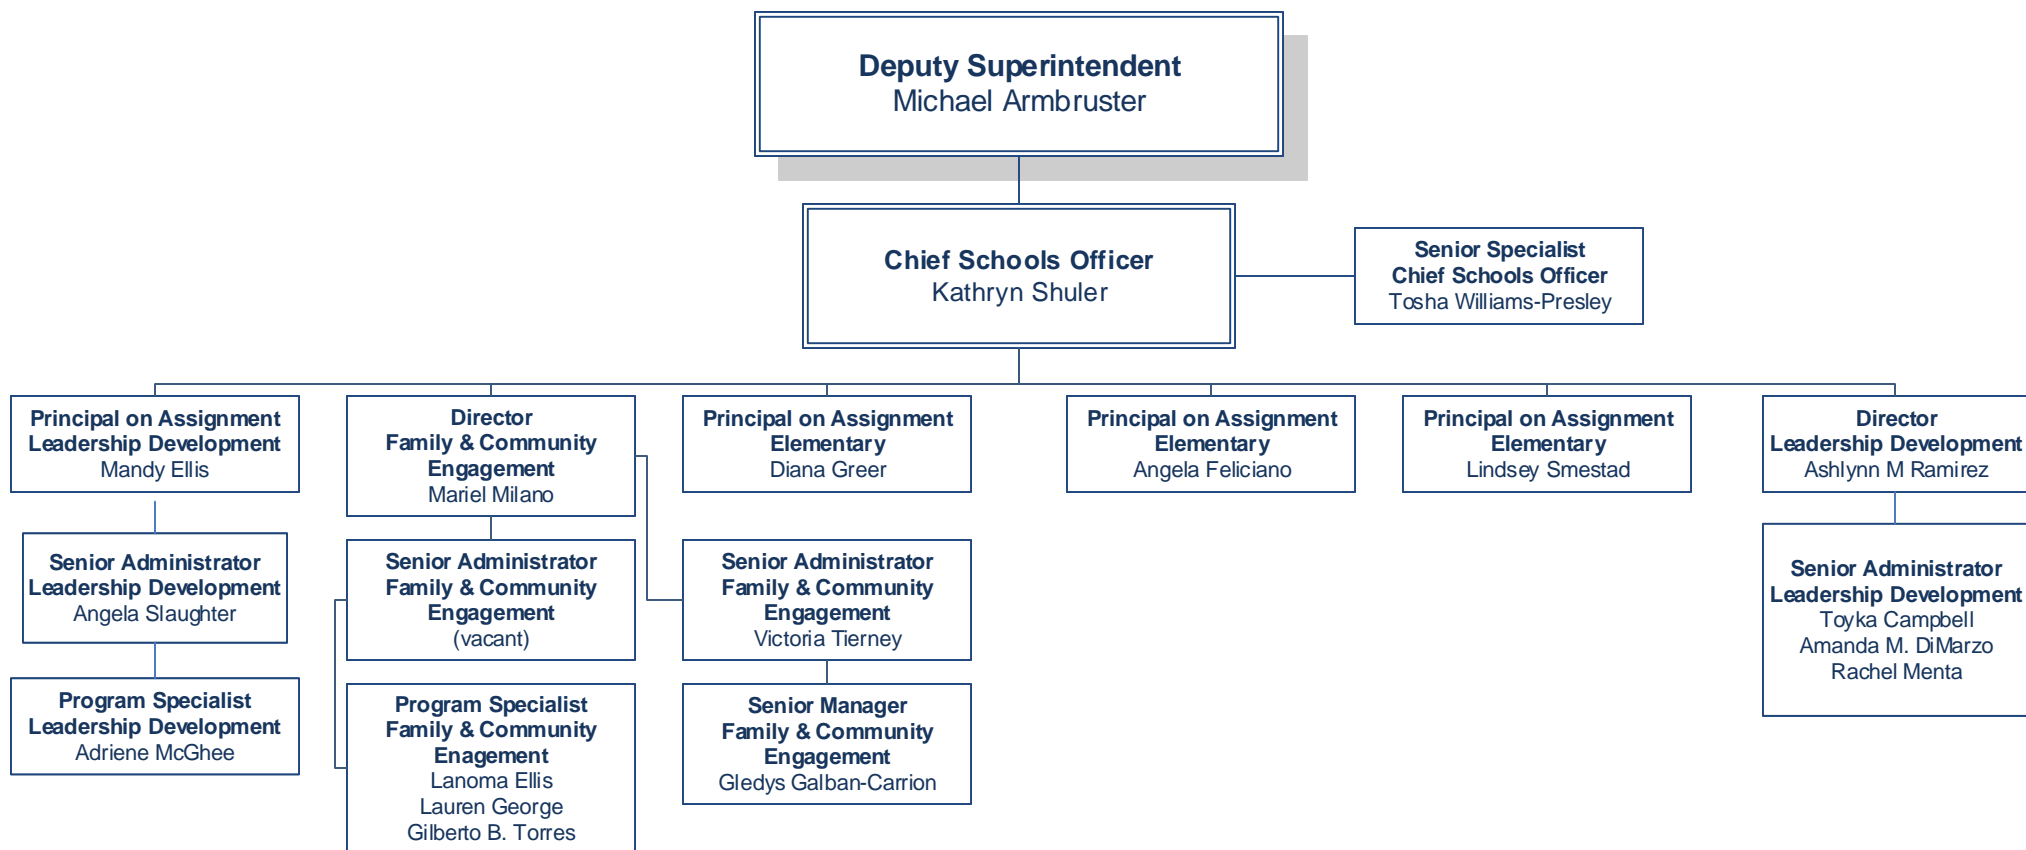 Deputy Superintendent
Michael Armbruster
Chief Schools Officer
Kathryn Shuler
Senior Specialist
Chief Schools Officer
Tosha Williams-Presley
Principal on Assignment
Leadership Development
Mandy Ellis
Director
Family & Community
Engagement
Mariel Milano
Principal on Assignment
Elementary
Diana Greer
Principal on Assignment
Elementary
Angela Feliciano
Principal on Assignment
Elementary
Lindsey Smestad
Director
Leadership Development
Ashlynn M Ramirez
Senior Administrator
Leadership Development
Angela Slaughter
Senior Administrator
Family & Community
Engagement
(vacant)
Senior Administrator
Family & Community
Engagement
Victoria Tierney
Senior Administrator
Leadership Development
Toyka Campbell
Amanda M. DiMarzo
Rachel Menta
Program Specialist
Leadership Development
Adriene McGhee
Program Specialist
Family & Community
Enagement
Lanoma Ellis
Lauren George
Gilberto B. Torres
Senior Manager
Family & Community
Engagement
Gledys Galban-Carrion